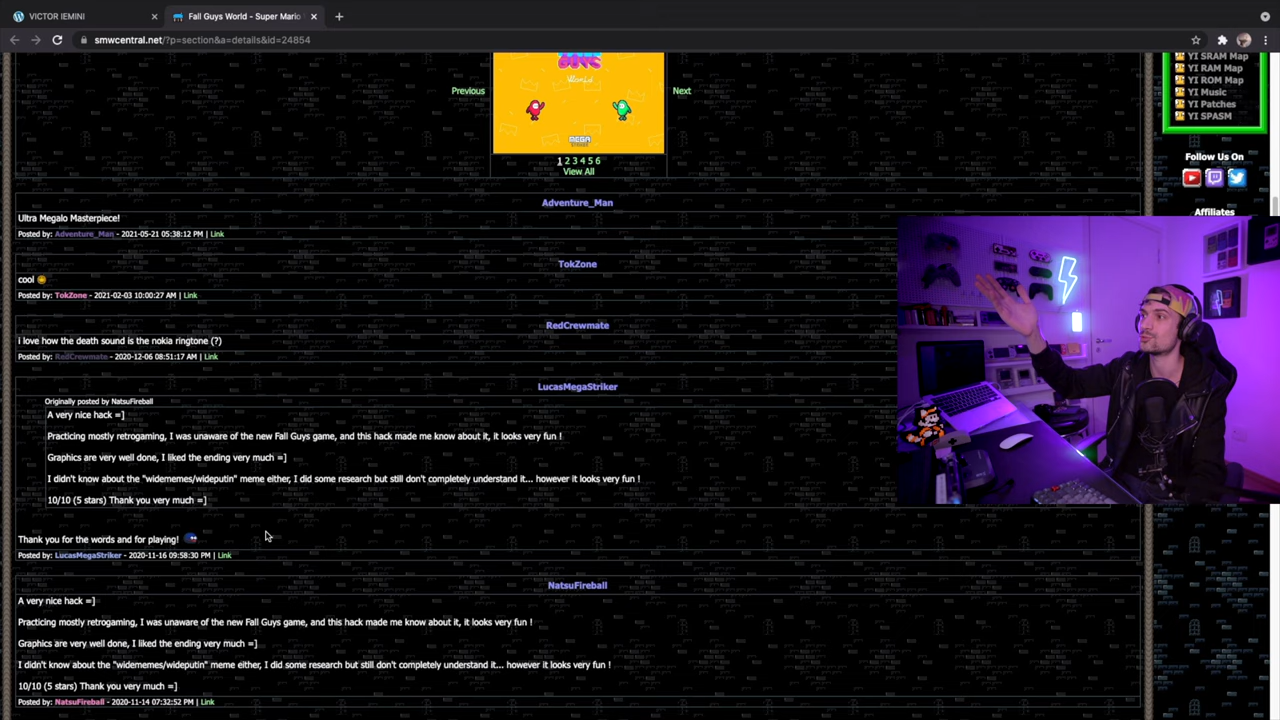 VICTOR IEMINI
Fall Guys World - Super Mario
smwcentral.net/?p=section&a=details&id=24854
YI SRAM Map
YI RAM Map
YI ROM Map
YI Music
YI Patches
YI SPASM
Follow Us On
Affiliates
Previous
GUYS
World
MEGA
Next
1 2 3 4 5 6
View All
Adventure_Man
Ultra Megalo Masterpiece!
Posted by: Adventure_Man - 2021-05-21 05:38:12 PM | Link
TokZone
cool
Posted by: TokZone - 2021-02-03 10:00:27 AM | Link
RedCrewmate
i love how the death sound is the nokia ringtone (?)
Posted by: RedCrewmate - 2020-12-06 08:51:17 AM | Link
LucasMegaStriker
Originally posted by NatsuFireball
A very nice hack =]
Practicing mostly retrogaming, I was unaware of the new Fall Guys game, and this hack made me know about it, it looks very fun !
Graphics are very well done, I liked the ending very much =]
I didn't know about the "widememes/wideputin" meme either, I did some research but still don't completely understand it... however it looks very fun !
10/10 (5 stars) Thank you very much =]
Thank you for the words and for playing!
Posted by: LucasMegaStriker - 2020-11-16 09:58:30 PM | Link
NatsuFireball
A very nice hack =]
Practicing mostly retrogaming, I was unaware of the new Fall Guys game, and this hack made me know about it, it looks very fun !
Graphics are very well done, I liked the ending very much =]
I didn't know about the "widememes/wideputin" meme either, I did some research but still don't completely understand it... however it looks very fun !
10/10 (5 stars) Thank you very much =]
Posted by: NatsuFireball - 2020-11-14 07:32:52 PM | Link